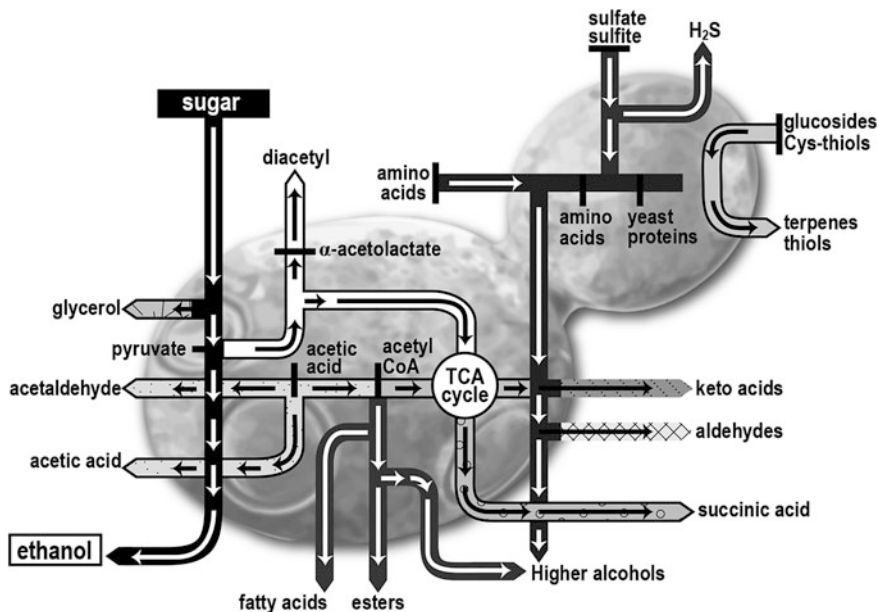 sulfate
sulfite
H₂S
sugar
glucosides
Cys-thiols
diacetyl
amino
acids
α-acetolactate
amino
acids
yeast
proteins
terpenes
thiols
glycerol
pyruvate
acetic
acid
acetyl
CoA
TCA
cycle
acetaldehyde
keto acids
aldehydes
acetic acid
succinic acid
ethanol
Higher alcohols
fatty acids
esters